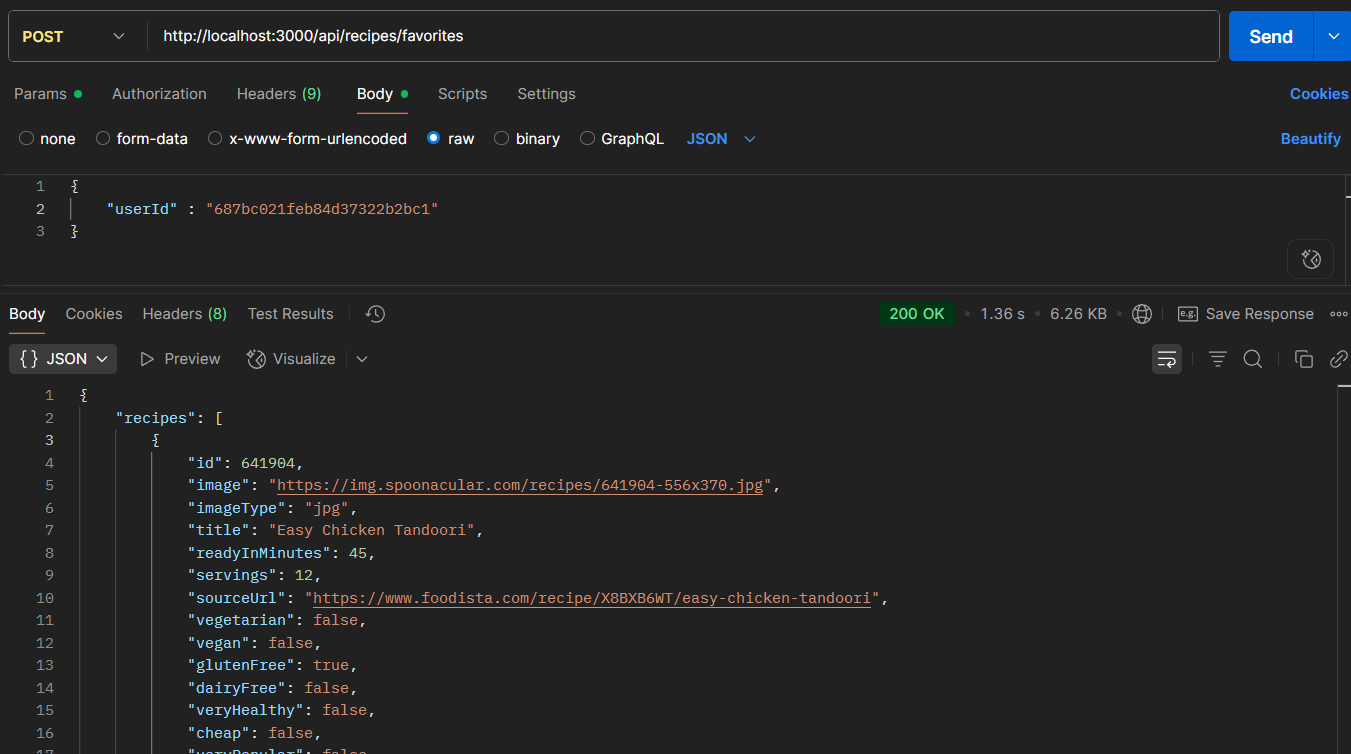 POST http://localhost:3000/api/recipes/favorites Send
Params Authorization Headers (9) Body Scripts Settings Cookies
none form-data x-www-form-urlencoded raw binary GraphQL JSON Beautify
1 {
2 "userId" : "687bc021feb84d37322b2bc1"
3 }
Body Cookies Headers (8) Test Results 200 OK • 1.36 s • 6.26 KB • e.g. Save Response
{} JSON Preview Visualize
1 {
2 "recipes": [
3 {
4 "id": 641904,
5 "image": "https://img.spoonacular.com/recipes/641904-556x370.jpg",
6 "imageType": "jpg",
7 "title": "Easy Chicken Tandoori",
8 "readyInMinutes": 45,
9 "servings": 12,
10 "sourceUrl": "https://www.foodista.com/recipe/X8BXB6WT/easy-chicken-tandoori",
11 "vegetarian": false,
12 "vegan": false,
13 "glutenFree": true,
14 "dairyFree": false,
15 "veryHealthy": false,
16 "cheap": false,
17 "veryPopular": false